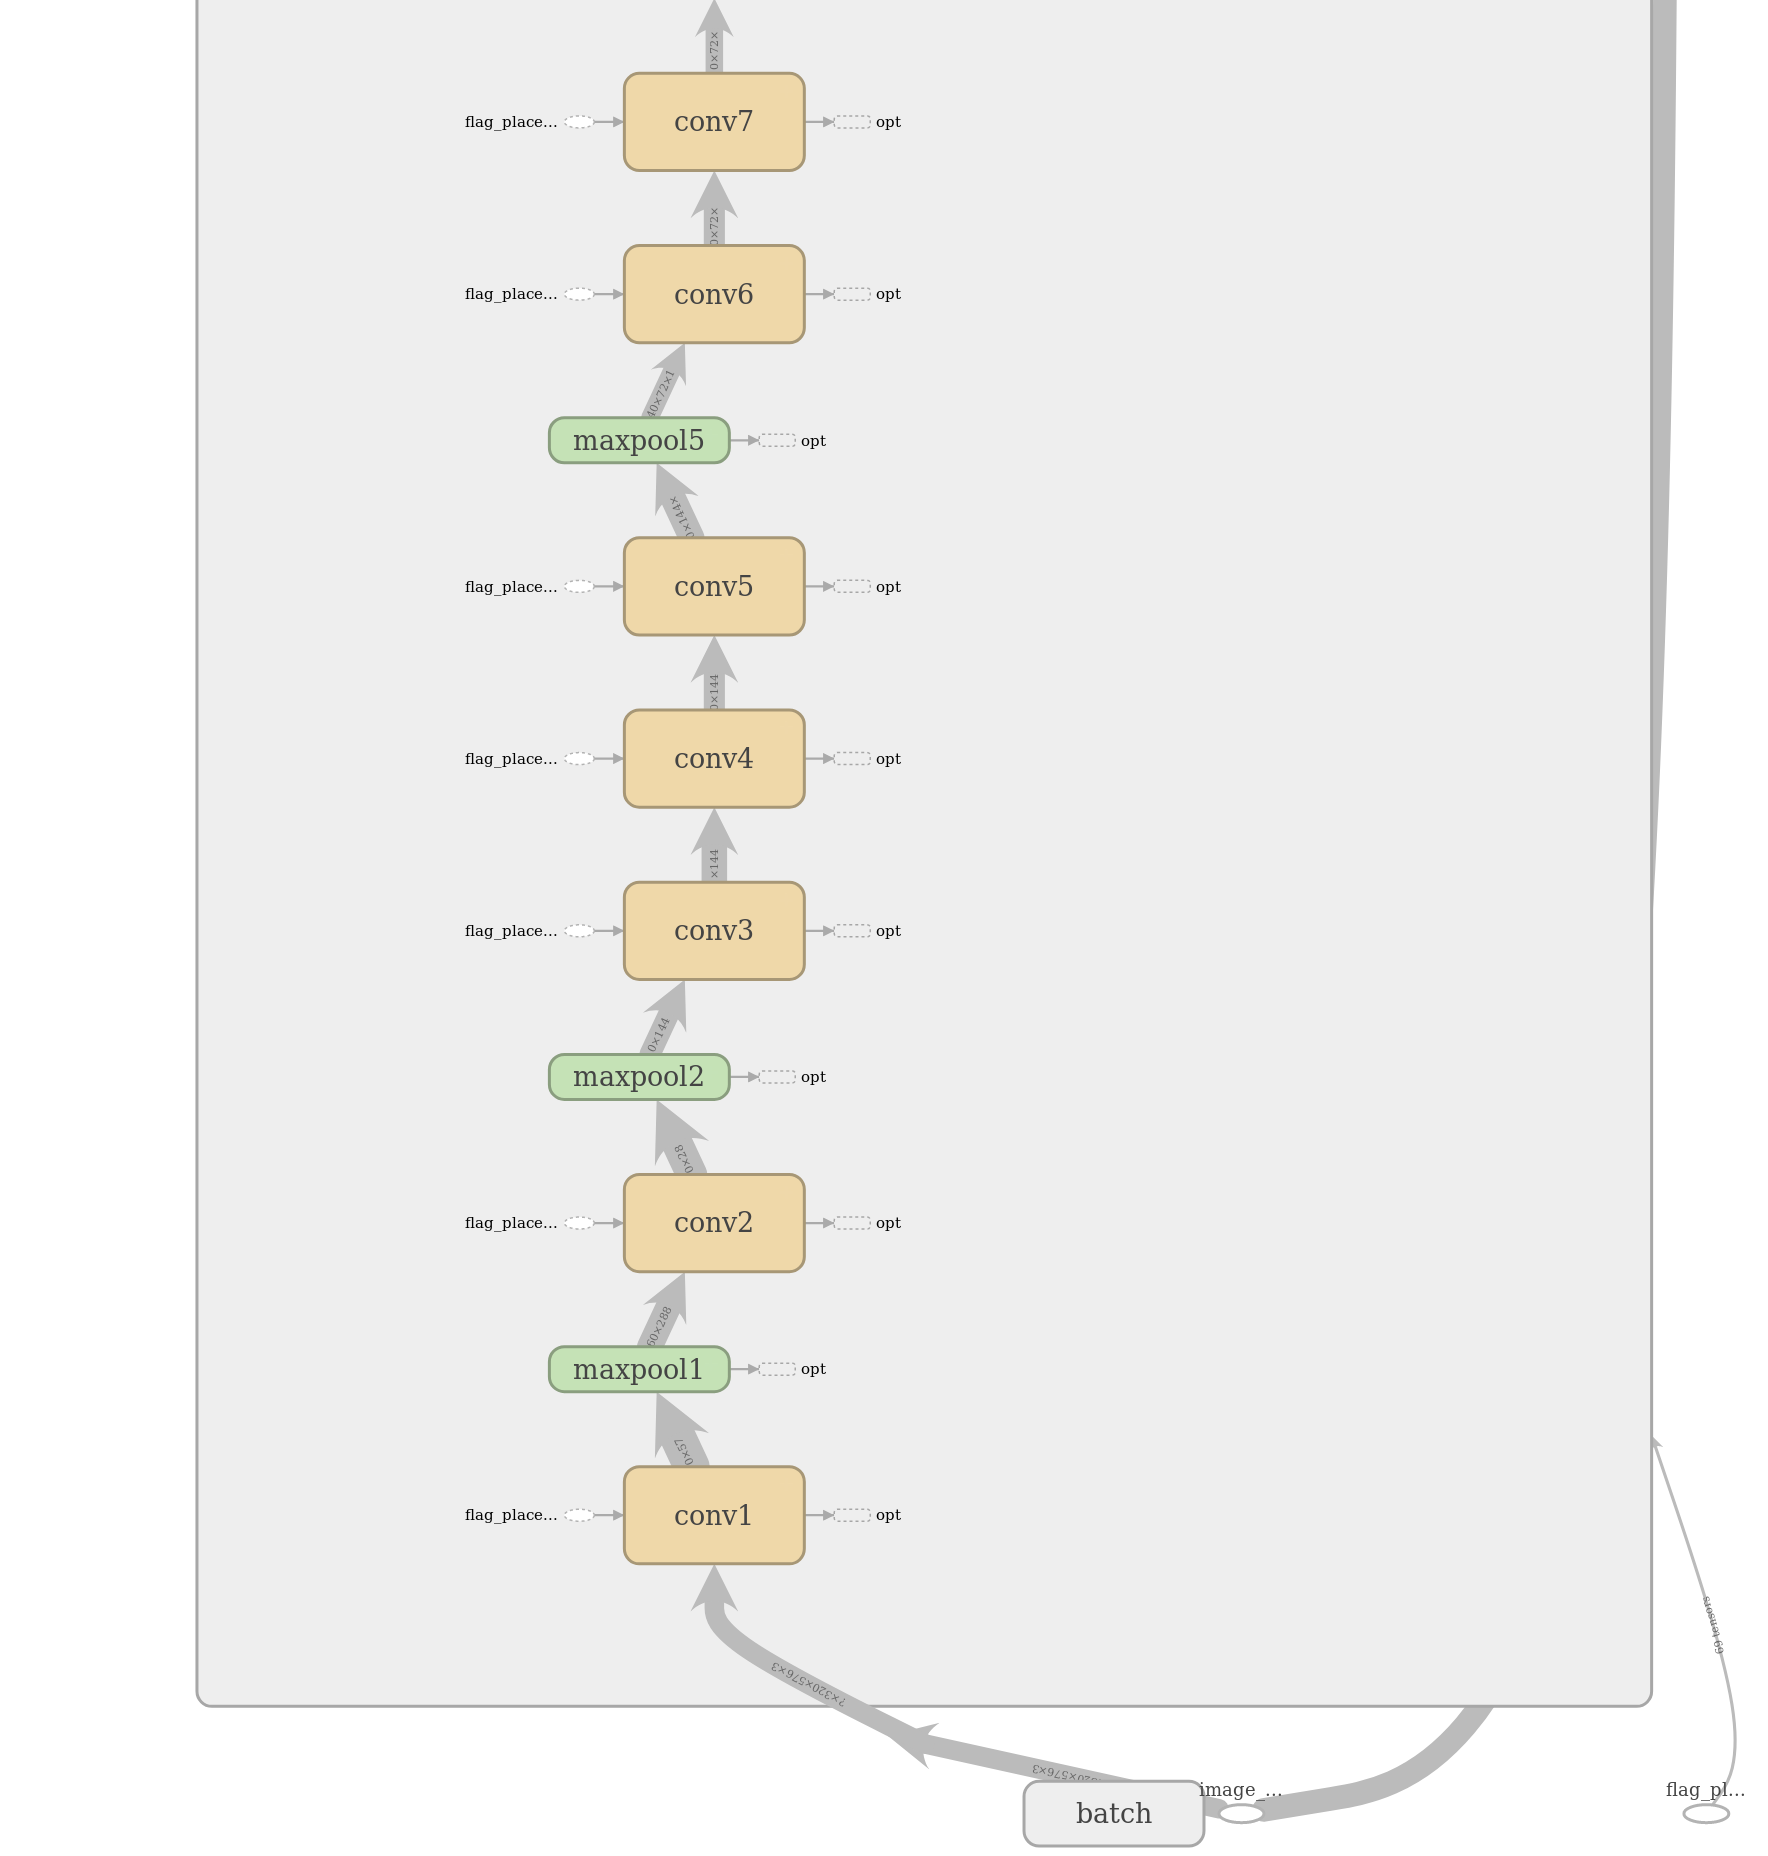 0×72×
flag_place... conv7 opt
0×72×
flag_place... conv6 opt
40×72×1
maxpool5 opt
0×144×
flag_place... conv5 opt
0×144
flag_place... conv4 opt
×144
flag_place... conv3 opt
0×144
maxpool2 opt
0×28
flag_place... conv2 opt
60×288
maxpool1 opt
0×57
flag_place... conv1 opt
69 tensors
?×320×576×3
320×576×3
image_... flag_pl...
batch